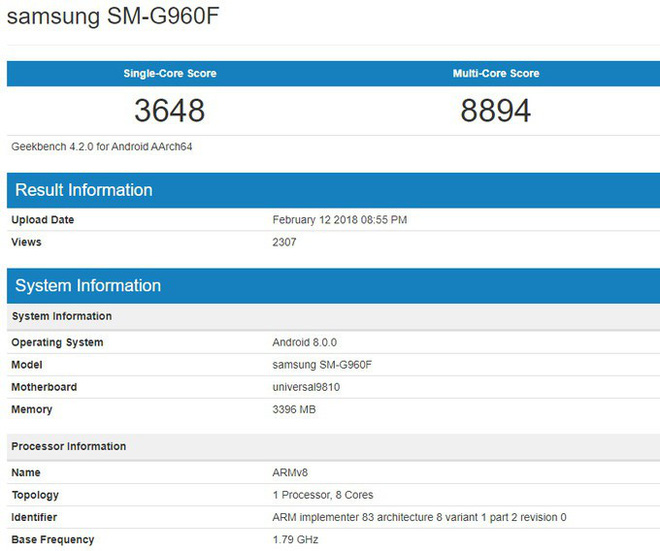 samsung SM-G960F
Single-Core Score Multi-Core Score
3648 8894
Geekbench 4.2.0 for Android AArch64
Result Information
Upload Date February 12 2018 08:55 PM
Views 2307
System Information
System Information
Operating System Android 8.0.0
Model samsung SM-G960F
Motherboard universal9810
Memory 3396 MB
Processor Information
Name ARMv8
Topology 1 Processor, 8 Cores
Identifier ARM implementer 83 architecture 8 variant 1 part 2 revision 0
Base Frequency 1.79 GHz